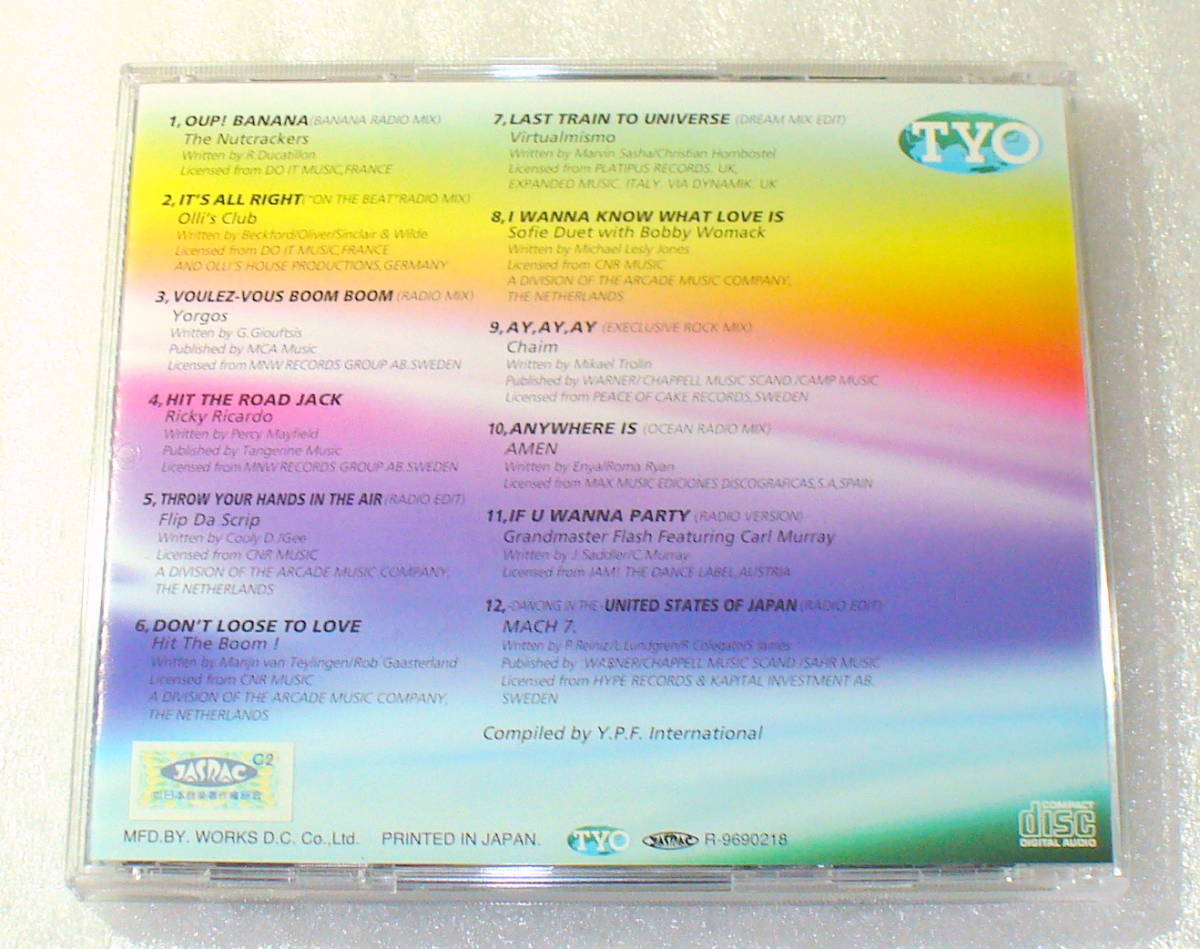 1, OUP! BANANA (BANANA RADIO MIX)
The Nutcrackers
Written by R.Ducatillon
Licensed from DO IT MUSIC,FRANCE
2, IT'S ALL RIGHT ("ON THE BEAT"RADIO MIX)
Olli's Club
Written by Beckford/Oliver/Sinclair & Wilde
Licensed from DO IT MUSIC,FRANCE
AND OLLI'S HOUSE PRODUCTIONS,GERMANY
3, VOULEZ-VOUS BOOM BOOM (RADIO MIX)
Yorgos
Written by G.Giouftsis
Published by MCA Music
Licensed from MNW RECORDS GROUP AB.SWEDEN
4, HIT THE ROAD JACK
Ricky Ricardo
Written by Percy Mayfield
Published by Tangerine Music
Licensed from MNW RECORDS GROUP AB.SWEDEN
5, THROW YOUR HANDS IN THE AIR (RADIO EDIT)
Flip Da Scrip
Written by Cooly D./Gee
Licensed from CNR MUSIC
A DIVISION OF THE ARCADE MUSIC COMPANY,
THE NETHERLANDS
6, DON'T LOOSE TO LOVE
Hit The Boom !
Written by Marijn van Teylingen/Rob Gaasterland
Licensed from CNR MUSIC
A DIVISION OF THE ARCADE MUSIC COMPANY,
THE NETHERLANDS
7, LAST TRAIN TO UNIVERSE (DREAM MIX EDIT)
Virtualmismo
Written by Marvin Sasha/Christian Hornbostel
Licensed from PLATIPUS RECORDS. UK,
EXPANDED MUSIC. ITALY. VIA DYNAMIK. UK
8, I WANNA KNOW WHAT LOVE IS
Sofie Duet with Bobby Womack
Written by Michael Lesly Jones
Licensed from CNR MUSIC
A DIVISION OF THE ARCADE MUSIC COMPANY,
THE NETHERLANDS
9, AY,AY,AY (EXECLUSIVE ROCK MIX)
Chaim
Written by Mikael Trolin
Published by WARNER/CHAPPELL MUSIC SCAND./CAMP MUSIC
Licensed from PEACE OF CAKE RECORDS,SWEDEN
10, ANYWHERE IS (OCEAN RADIO MIX)
AMEN
Written by Enya/Roma Ryan
Licensed from MAX MUSIC EDICIONES DISCOGRAFICAS,S.A,SPAIN
11, IF U WANNA PARTY (RADIO VERSION)
Grandmaster Flash Featuring Carl Murray
Written by J.Saddler/C.Murray
Licensed from JAM! THE DANCE LABEL,AUSTRIA
12, -DANCING IN THE- UNITED STATES OF JAPAN (RADIO EDIT)
MACH 7.
Written by P.Reiniz/L.Lundgren/R.Colegate/S.James
Published by :WARNER/CHAPPELL MUSIC SCAND./SAHR MUSIC
Licensed from HYPE RECORDS & KAPITAL INVESTMENT AB.
SWEDEN
Compiled by Y.P.F. International
TYO
JASRAC C2
日本音楽著作権協会
MFD.BY. WORKS D.C. Co.,Ltd. PRINTED IN JAPAN. TYO JASRAC R-9690218
COMPACT
disc
DIGITAL AUDIO